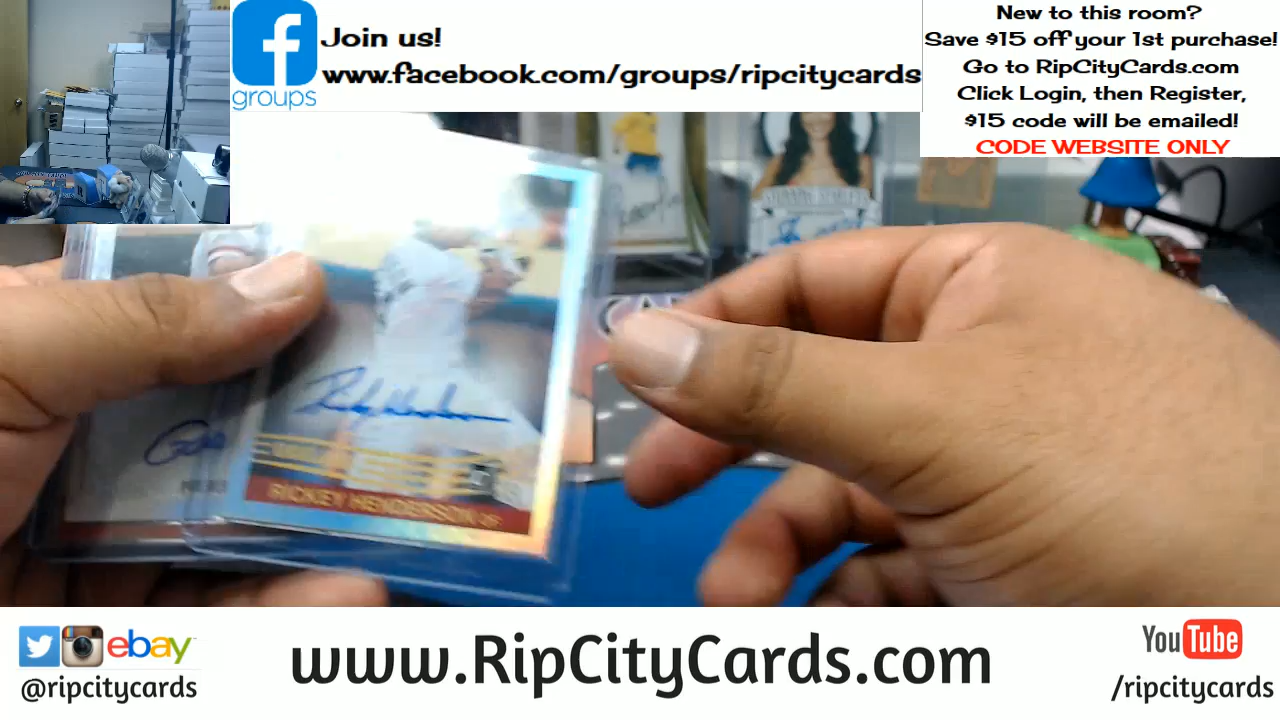 Join us!
www.facebook.com/groups/ripcitycards
groups
New to this room?
Save $15 off your 1st purchase!
Go to RipCityCards.com
Click Login, then Register,
$15 code will be emailed!
CODE WEBSITE ONLY
RICKEY HENDERSON OF
ebay
@ripcitycards
www.RipCityCards.com
YouTube
/ripcitycards